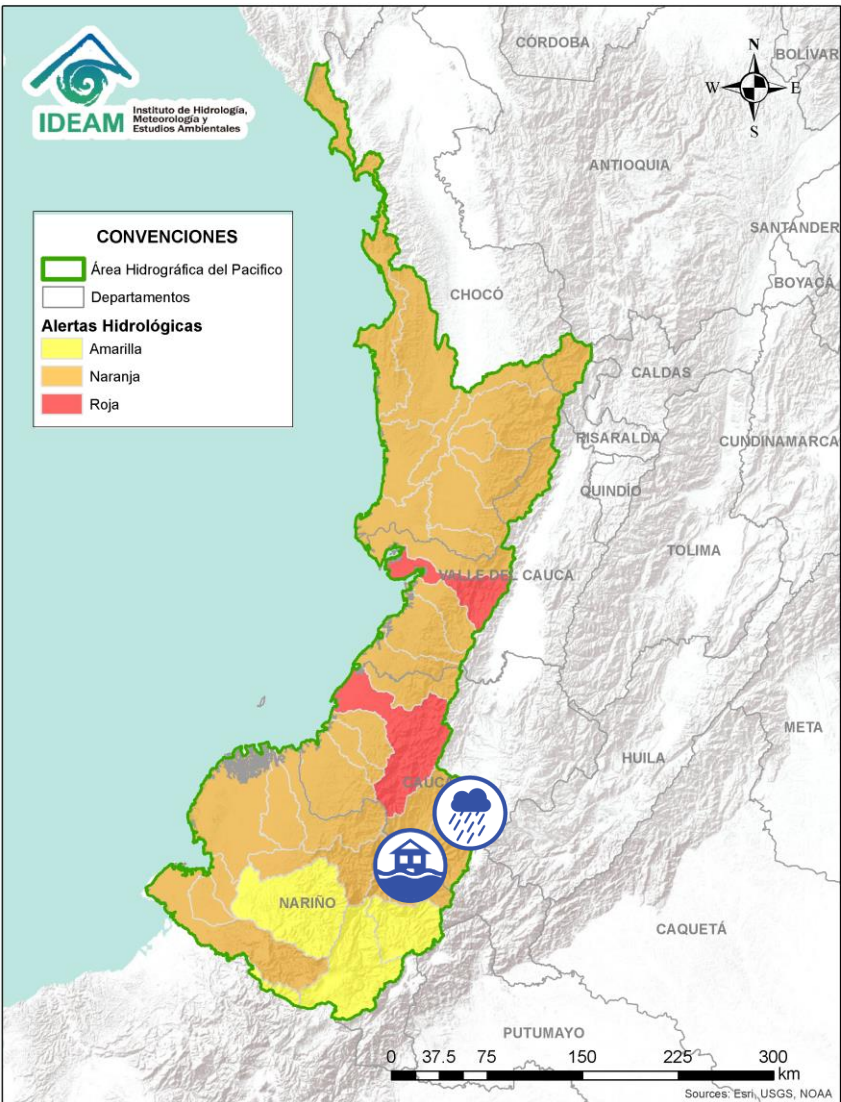 IDEAM
Instituto de Hidrología,
Meteorología y
Estudios Ambientales
CÓRDOBA
BOLIVAR
N
W
E
S
ANTIOQUIA
SANTANDER
CONVENCIONES
Área Hidrográfica del Pacifico
Departamentos
Alertas Hidrológicas
Amarilla
Naranja
Roja
CHOCÓ
BOYACÁ
CALDAS
RISARALDA
CUNDINAMARCA
QUINDÍO
TOLIMA
VALLE DEL CAUCA
META
HUILA
CAUCA
NARIÑO
CAQUETÁ
PUTUMAYO
0 37.5 75 150 225 300
km
Sources: Esri, USGS, NOAA